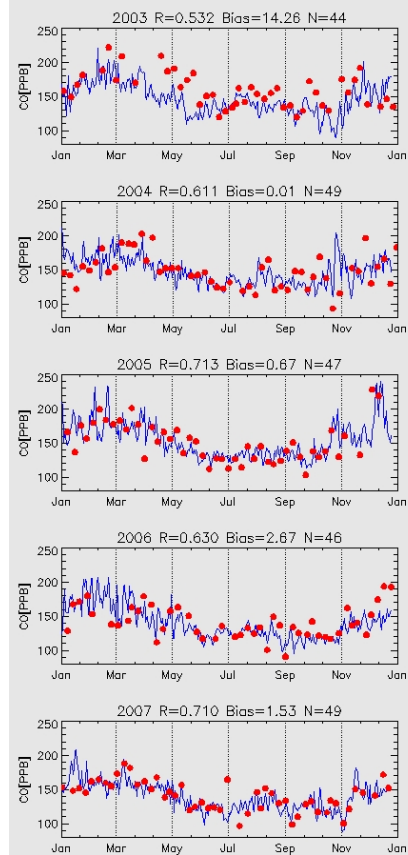 2003 R=0.532 Bias=14.26 N=44
250
200
150
100
CO[PPB]
Jan Mar May Jul Sep Nov Jan
2004 R=0.611 Bias=0.01 N=49
250
200
150
100
CO[PPB]
Jan Mar May Jul Sep Nov Jan
2005 R=0.713 Bias=0.67 N=47
250
200
150
100
CO[PPB]
Jan Mar May Jul Sep Nov Jan
2006 R=0.630 Bias=2.67 N=46
250
200
150
100
CO[PPB]
Jan Mar May Jul Sep Nov Jan
2007 R=0.710 Bias=1.53 N=49
250
200
150
100
CO[PPB]
Jan Mar May Jul Sep Nov Jan